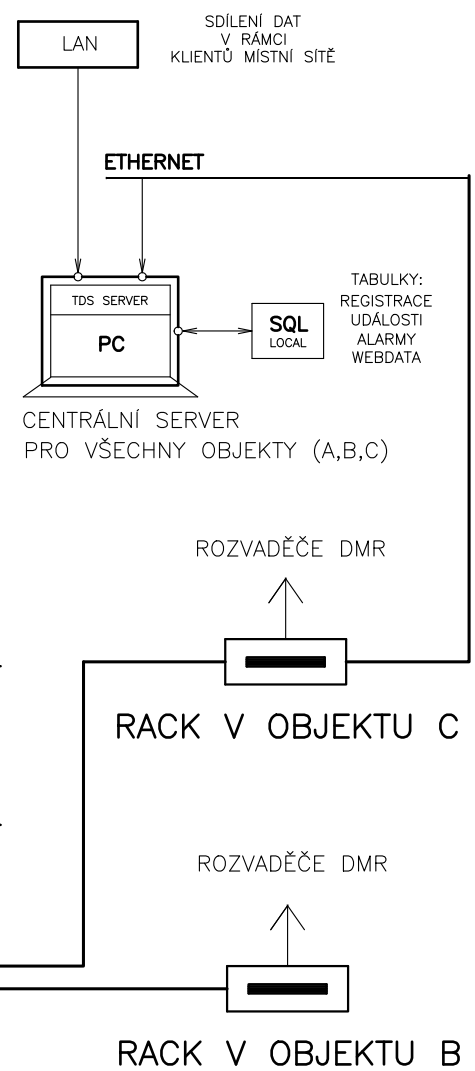 LAN
SDÍLENÍ DAT
V RÁMCI
KLIENTŮ MÍSTNÍ SÍTĚ
ETHERNET
TDS SERVER
PC
SQL
LOCAL
TABULKY:
REGISTRACE
UDÁLOSTI
ALARMY
WEBDATA
CENTRÁLNÍ SERVER
PRO VŠECHNY OBJEKTY (A,B,C)
ROZVADĚČE DMR
RACK V OBJEKTU C
ROZVADĚČE DMR
RACK V OBJEKTU B